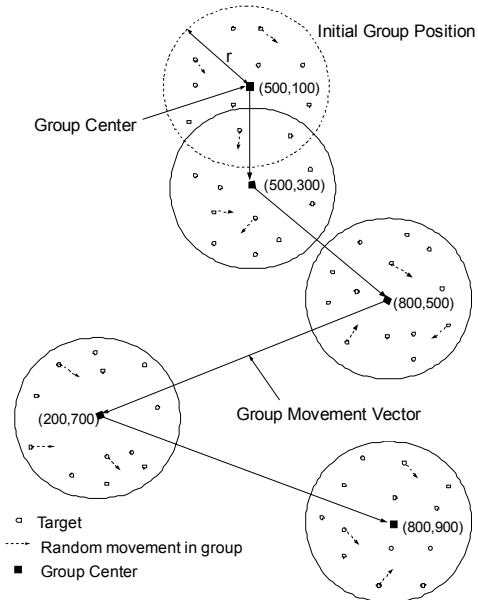 Initial Group Position
r
(500,100)
Group Center
(500,300)
(800,500)
(200,700)
Group Movement Vector
(800,900)
Target
Random movement in group
Group Center